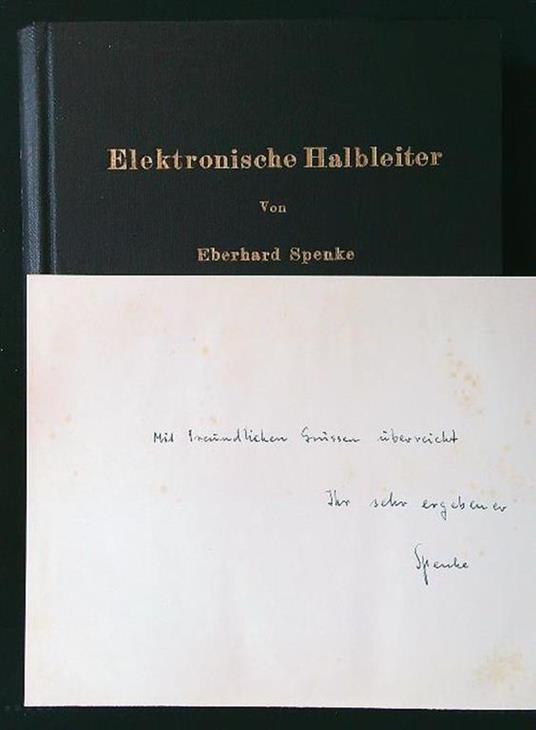 Elektronische Halbleiter
Von
Eberhard Spenke
Mit freundlichen Grüssen überreicht
Ihr sehr ergebener
Spenke